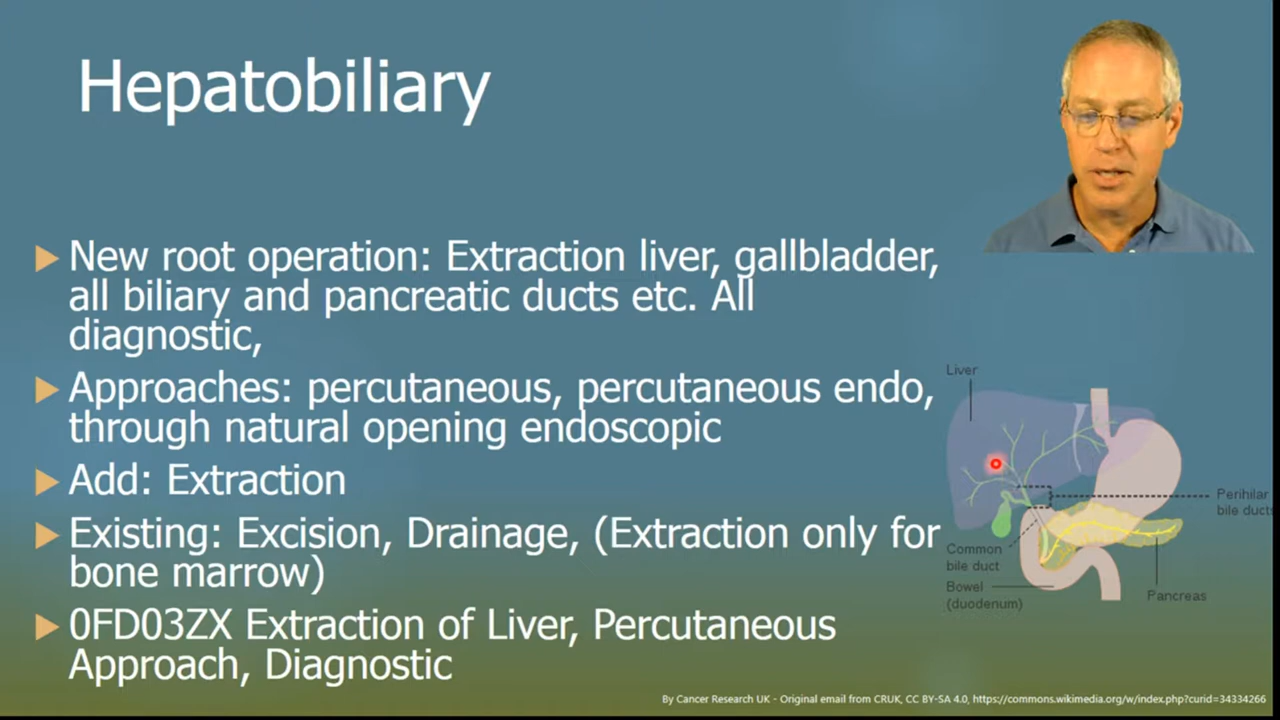 Hepatobiliary
New root operation: Extraction liver, gallbladder,
all biliary and pancreatic ducts etc. All
diagnostic,
Approaches: percutaneous, percutaneous endo,
through natural opening endoscopic
Add: Extraction
Existing: Excision, Drainage, (Extraction only for
bone marrow)
0FD03ZX Extraction of Liver, Percutaneous
Approach, Diagnostic
Liver
Perihilar
bile ducts
Common
bile duct
Bowel
(duodenum)
Pancreas
By Cancer Research UK - Original email from CRUK, CC BY-SA 4.0, https://commons.wikimedia.org/w/index.php?curid=34334266